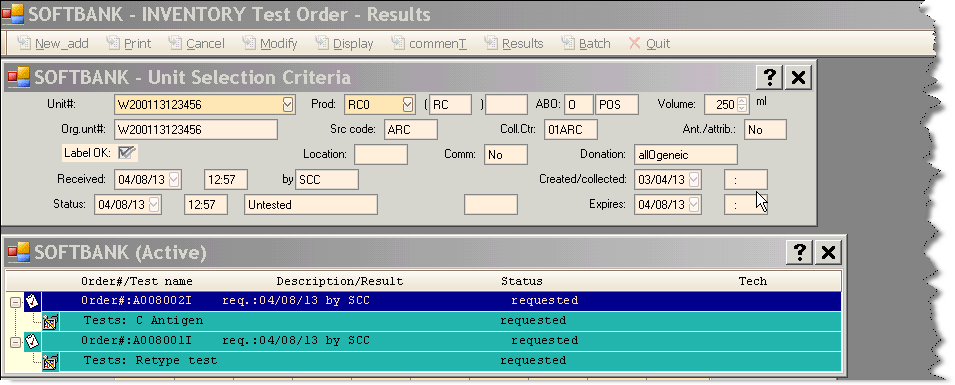 SOFTBANK - INVENTORY Test Order - Results
New_add Print Cancel Modify Display commenT Results Batch Quit
SOFTBANK - Unit Selection Criteria
Unit#: W200113123456 Prod: RC0 ( RC ) ABO: O POS Volume: 250 ml
Org.unt#: W200113123456 Src code: ARC Coll.Ctr: 01ARC Ant./attrib.: No
Label OK: Location: Comm: No Donation: allOgeneic
Received: 04/08/13 12:57 by SCC Created/collected: 03/04/13 :
Status: 04/08/13 12:57 Untested Expires: 04/08/13 :
SOFTBANK (Active)
Order#/Test name Description/Result Status Tech
Order#:A008002I req.:04/08/13 by SCC requested
Tests: C Antigen requested
Order#:A008001I req.:04/08/13 by SCC requested
Tests: Retype test requested